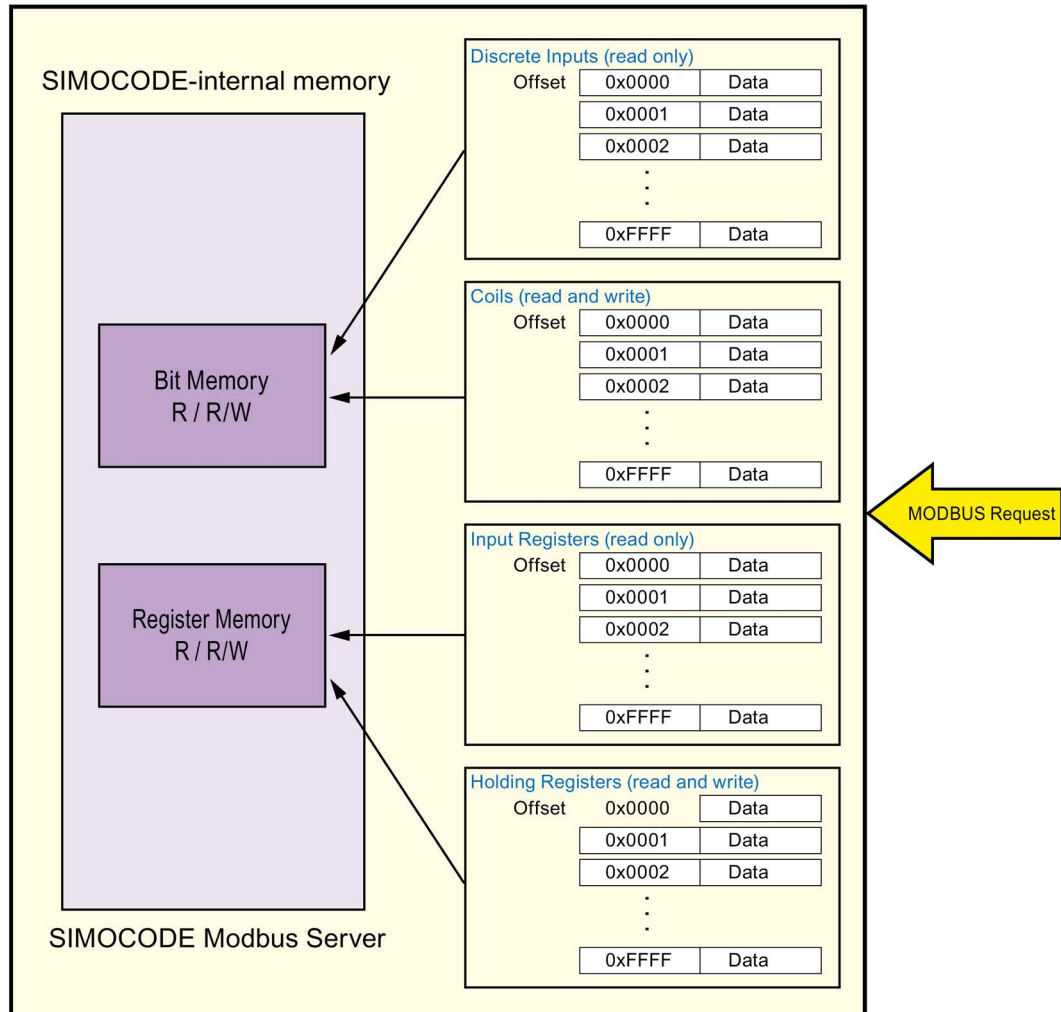 SIMOCODE-internal memory
Bit Memory
R / R/W
Register Memory
R / R/W
SIMOCODE Modbus Server
Discrete Inputs (read only)
Offset 0x0000 Data
0x0001 Data
0x0002 Data
0xFFFF Data
Coils (read and write)
Offset 0x0000 Data
0x0001 Data
0x0002 Data
0xFFFF Data
Input Registers (read only)
Offset 0x0000 Data
0x0001 Data
0x0002 Data
0xFFFF Data
Holding Registers (read and write)
Offset 0x0000 Data
0x0001 Data
0x0002 Data
0xFFFF Data
MODBUS Request